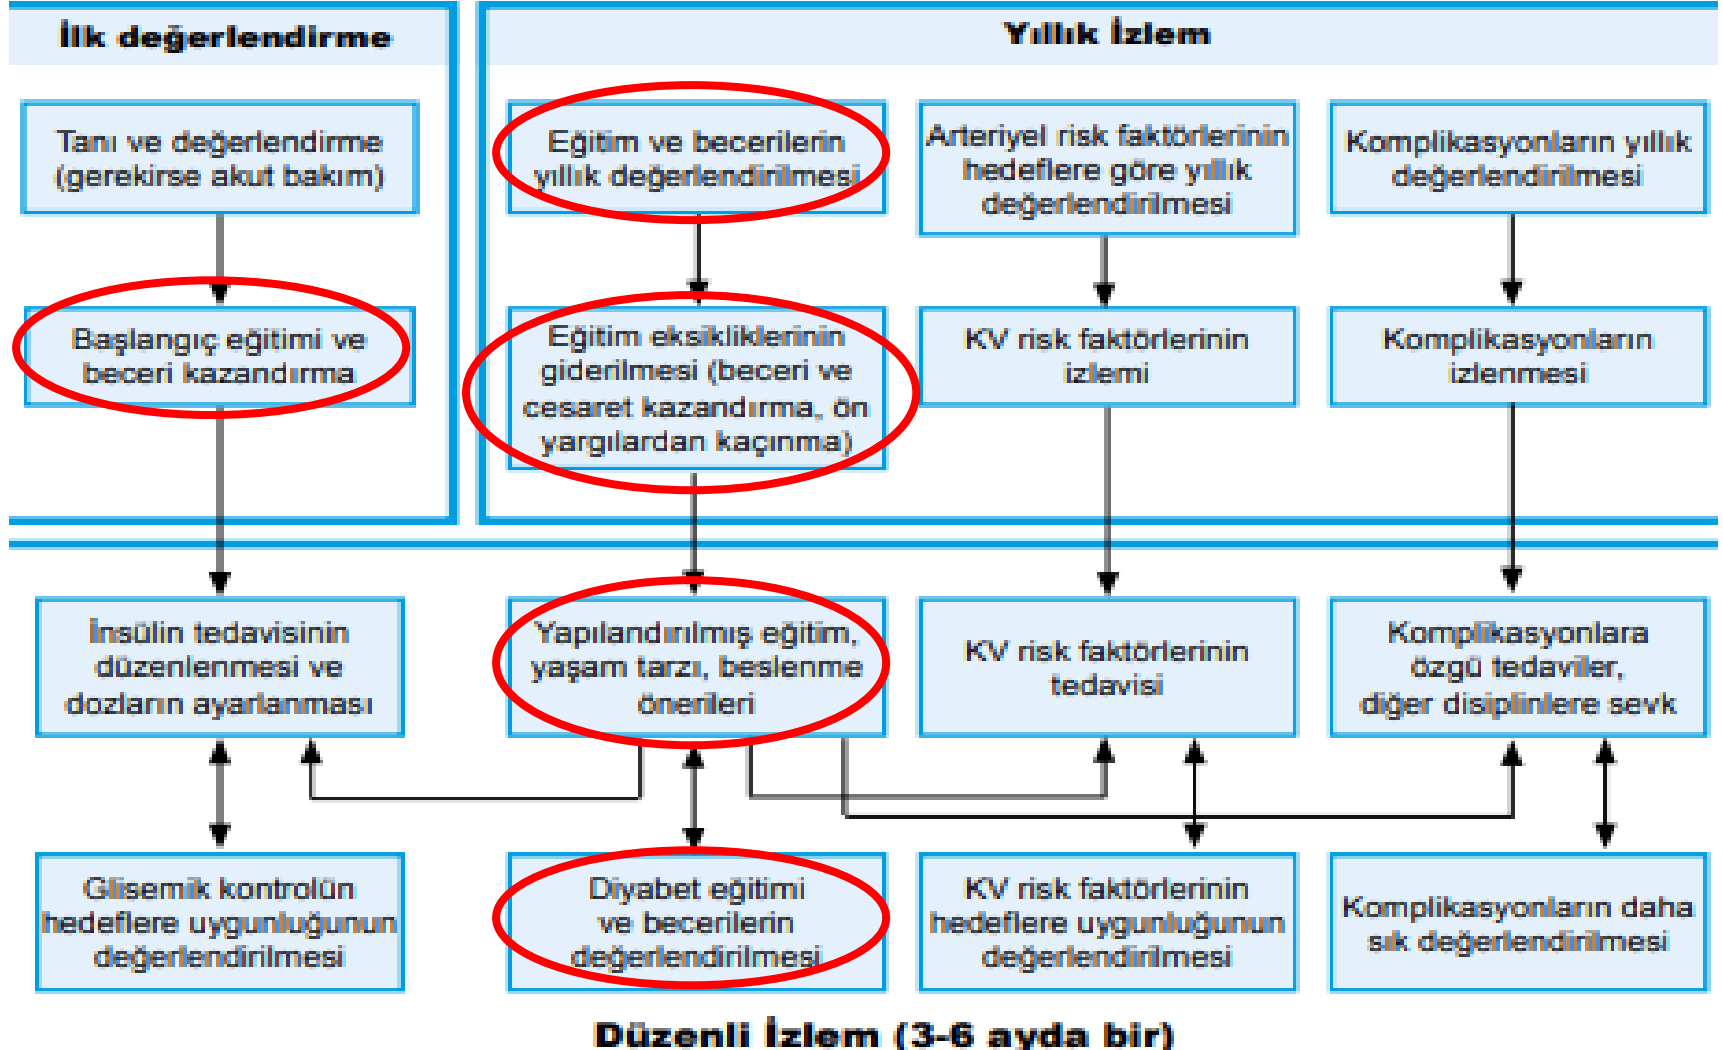 İlk değerlendirme
Yıllık İzlem
Tanı ve değerlendirme
(gerekirse akut bakım)
Eğitim ve becerilerin
yıllık değerlendirilmesi
Arteriyel risk faktörlerinin
hedeflere göre yıllık
değerlendirilmesi
Komplikasyonların yıllık
değerlendirilmesi
Başlangıç eğitimi ve
beceri kazandırma
Eğitim eksikliklerinin
giderilmesi (beceri ve
cesaret kazandırma, ön
yargılardan kaçınma)
KV risk faktörlerinin
izlemi
Komplikasyonların
izlenmesi
İnsülin tedavisinin
düzenlenmesi ve
dozların ayarlanması
Yapılandırılmış eğitim,
yaşam tarzı, beslenme
önerileri
KV risk faktörlerinin
tedavisi
Komplikasyonlara
özgü tedaviler,
diğer disiplinlere sevk
Glisemik kontrolün
hedeflere uygunluğunun
değerlendirilmesi
Diyabet eğitimi
ve becerilerin
değerlendirilmesi
KV risk faktörlerinin
hedeflere uygunluğunun
değerlendirilmesi
Komplikasyonların daha
sık değerlendirilmesi
Düzenli İzlem (3-6 ayda bir)